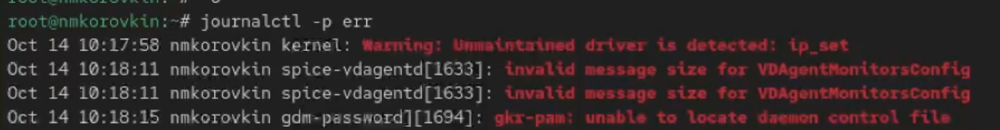 root@nmkorovkin:~# journalctl -p err
Oct 14 10:17:58 nmkorovkin kernel: Warning: Unmaintained driver is detected: ip_set
Oct 14 10:18:11 nmkorovkin spice-vdagentd[1633]: invalid message size for VDAgentMonitorsConfig
Oct 14 10:18:11 nmkorovkin spice-vdagentd[1633]: invalid message size for VDAgentMonitorsConfig
Oct 14 10:18:15 nmkorovkin gdm-password][1694]: gkr-pam: unable to locate daemon control file